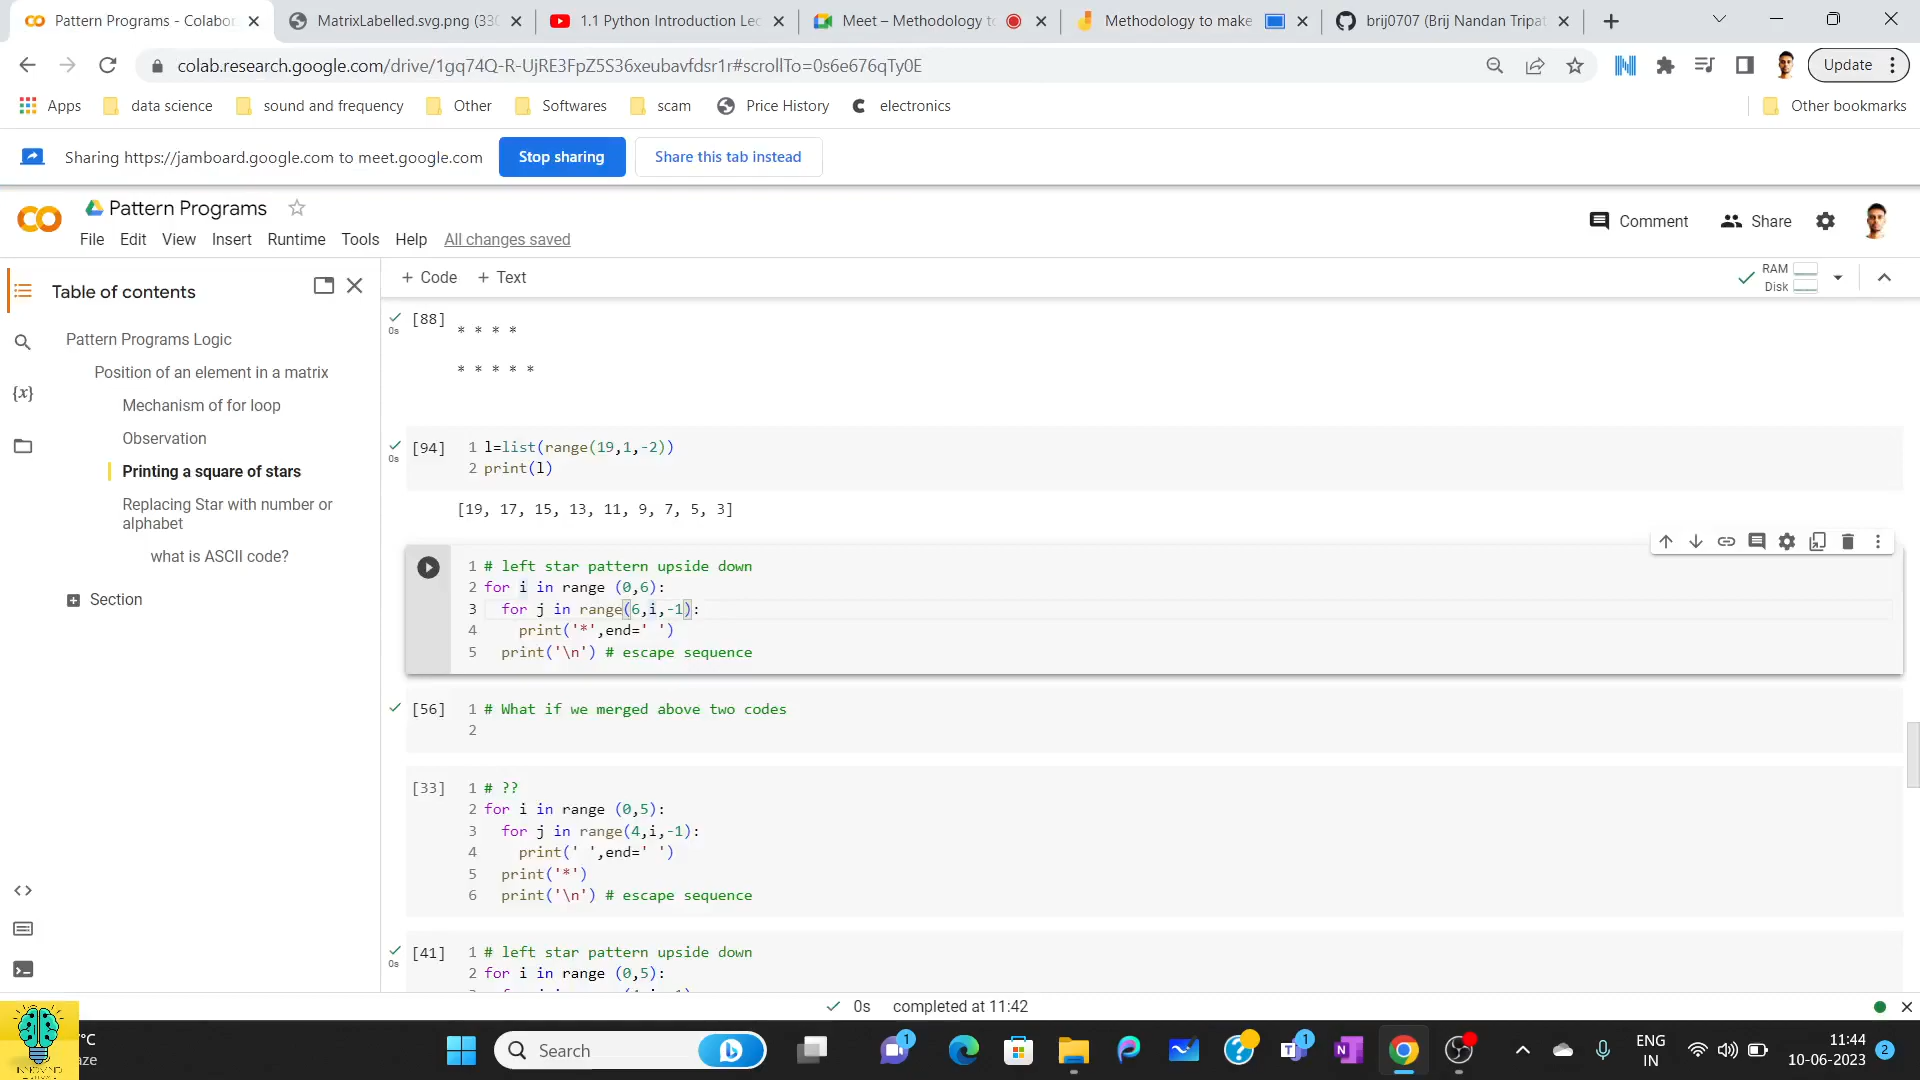 Pattern Programs - Colabor
MatrixLabelled.svg.png (330
1.1 Python Introduction Lec
Meet – Methodology to
Methodology to make
brij0707 (Brij Nandan Tripat
colab.research.google.com/drive/1gq74Q-R-UjRE3FpZ5S36xeubavfdsr1r#scrollTo=0s6e676qTy0E
Update
Apps
data science
sound and frequency
Other
Softwares
scam
Price History
electronics
Other bookmarks
Sharing https://jamboard.google.com to meet.google.com
Stop sharing
Share this tab instead
Pattern Programs
Comment
Share
File Edit View Insert Runtime Tools Help All changes saved
Table of contents
+ Code + Text
RAM
Disk
Pattern Programs Logic
Position of an element in a matrix
Mechanism of for loop
Observation
Printing a square of stars
Replacing Star with number or
alphabet
what is ASCII code?
Section
0s
[88]
* * * *
* * * * *
0s
[94]
1 l=list(range(19,1,-2))
2 print(l)
[19, 17, 15, 13, 11, 9, 7, 5, 3]
1 # left star pattern upside down
2 for i in range (0,6):
3 for j in range(6,i,-1):
4 print('*',end=' ')
5 print('\n') # escape sequence
[56]
1 # What if we merged above two codes
2
[33]
1 # ??
2 for i in range (0,5):
3 for j in range(4,i,-1):
4 print(' ',end=' ')
5 print('*')
6 print('\n') # escape sequence
0s
[41]
1 # left star pattern upside down
2 for i in range (0,5):
0s completed at 11:42
°C
aze
Search
1
1
ENG
IN
11:44
10-06-2023
2